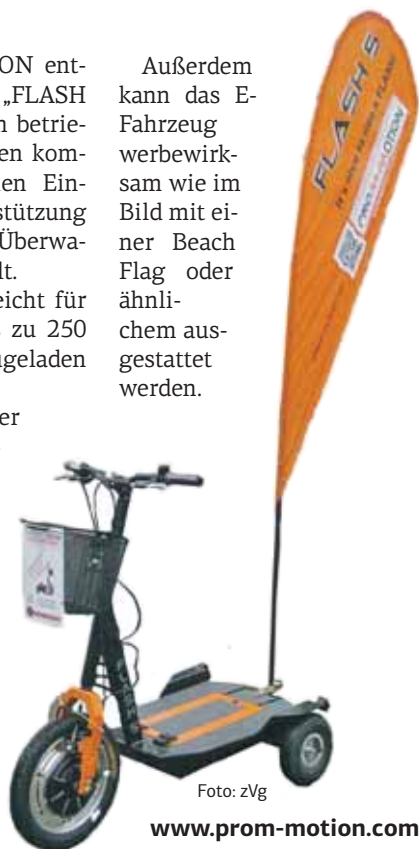 ON ent-
„FLASH
betrie-
en kom-
en Ein-
stützung
Überwa-
lt.
eicht für
zu 250
ugeladen
er
Außerdem
kann das E-
Fahrzeug
werbewirk-
sam wie im
Bild mit ei-
ner Beach
Flag oder
ähnli-
chem aus-
gestattet
werden.
FLASH
Foto: zVg
www.prom-motion.com